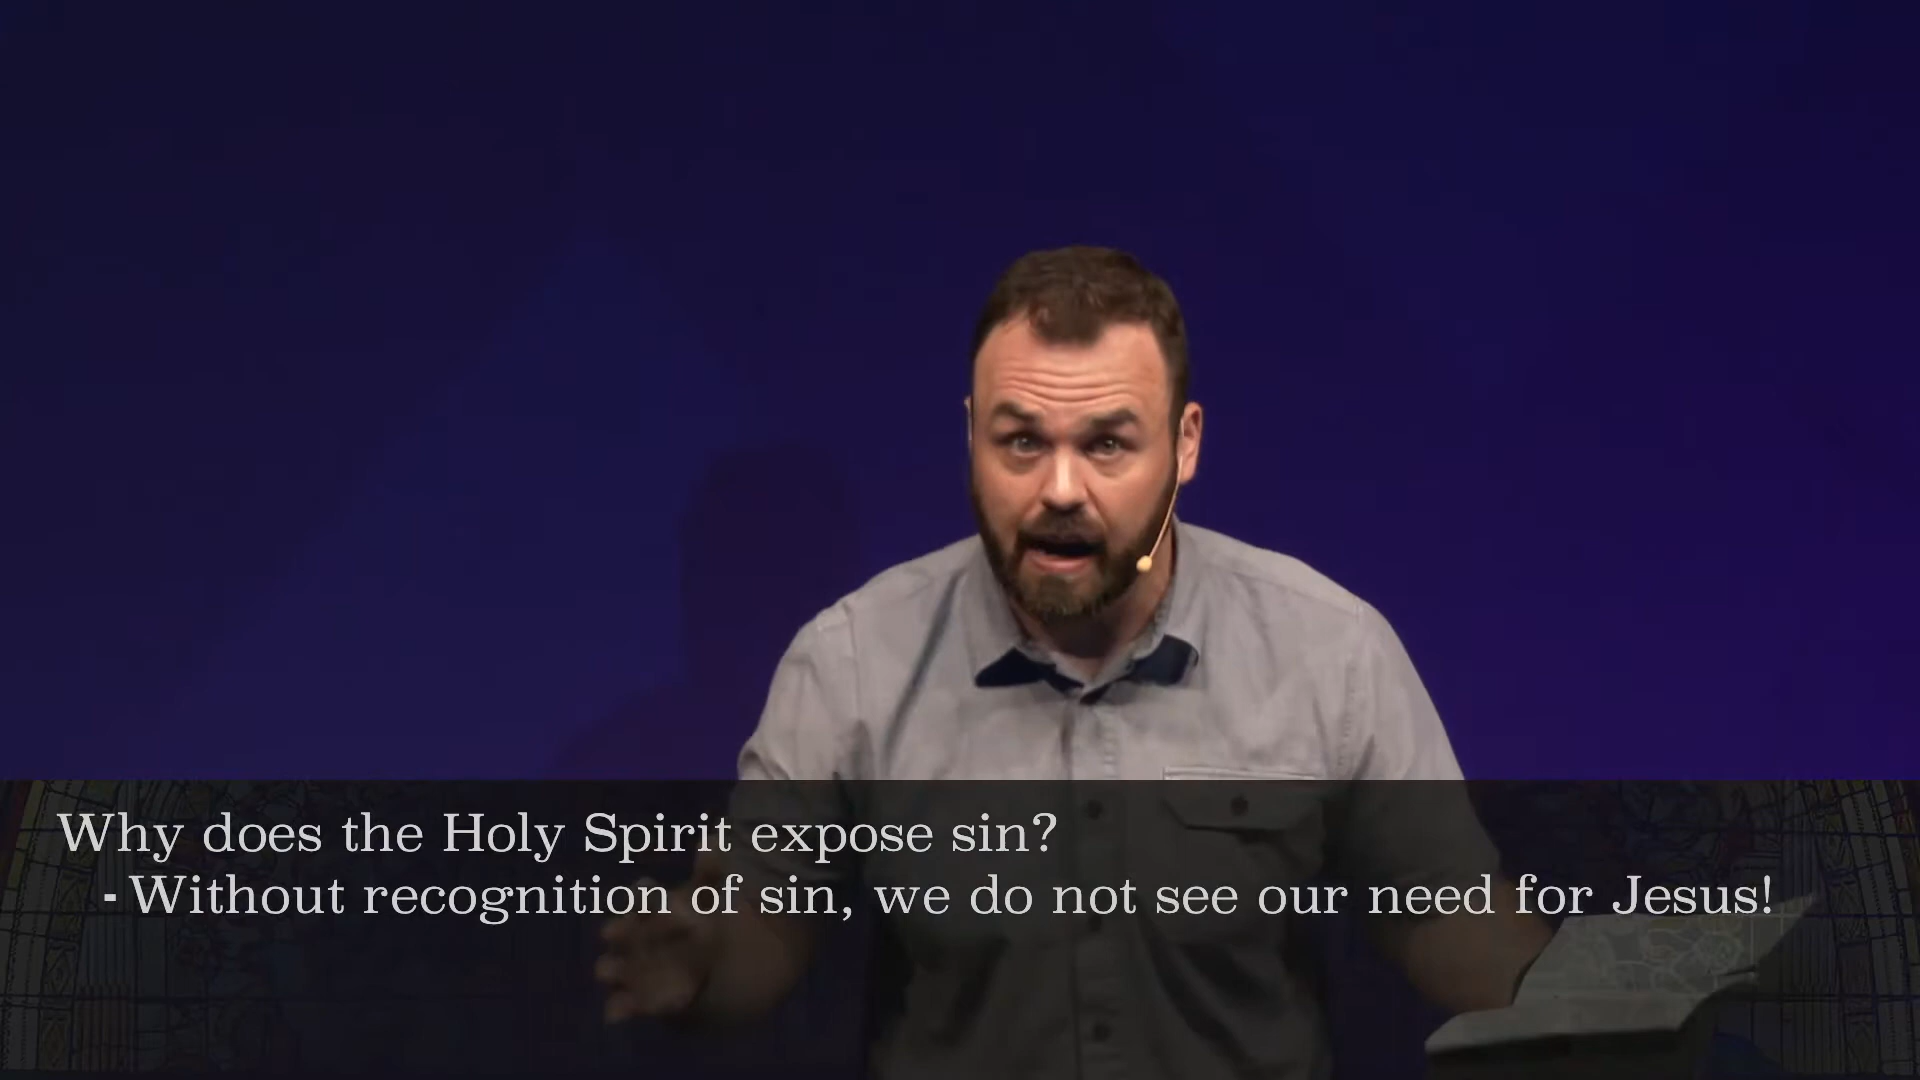 Why does the Holy Spirit expose sin?
- Without recognition of sin, we do not see our need for Jesus!